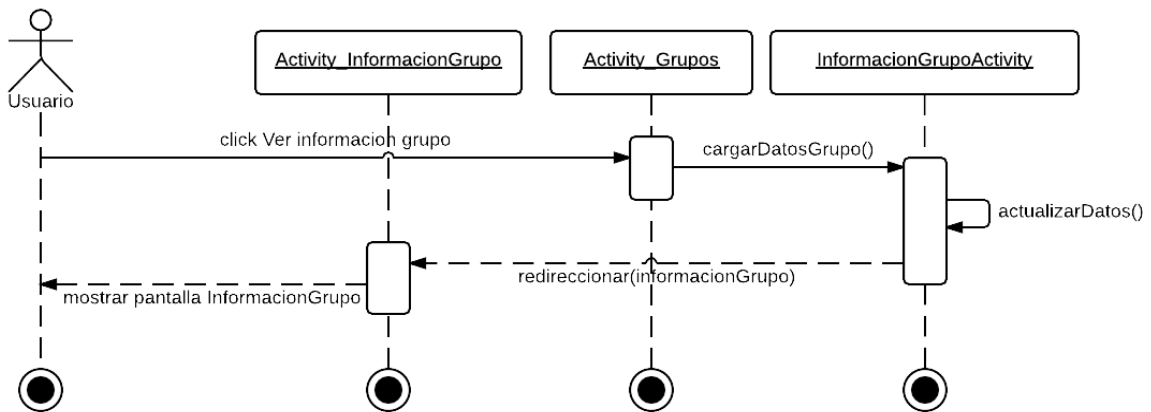 Usuario
Activity_InformacionGrupo
Activity_Grupos
InformacionGrupoActivity
click Ver informacion grupo
cargarDatosGrupo()
actualizarDatos()
redireccionar(informacionGrupo)
mostrar pantalla InformacionGrupo